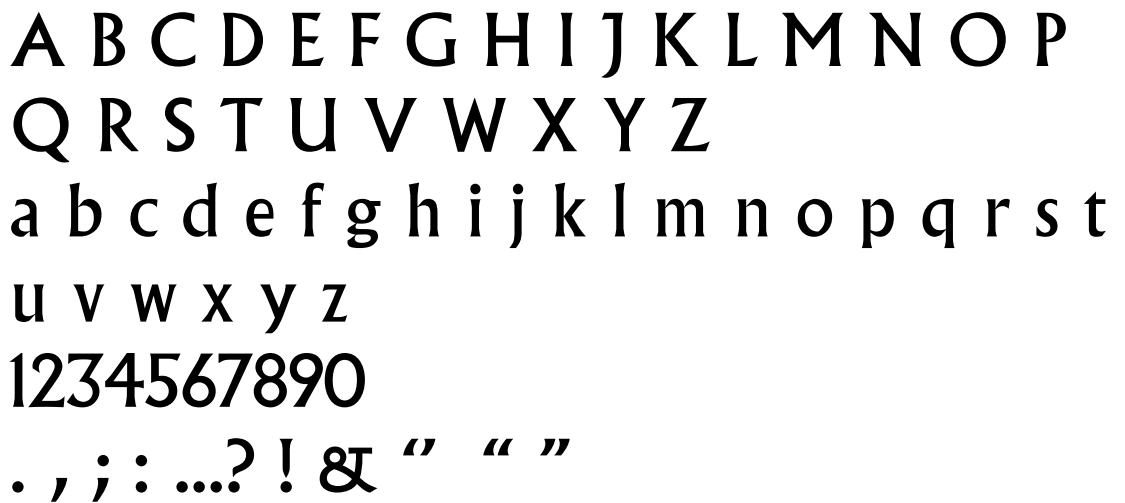 A B C D E F G H I J K L M N O P
Q R S T U V W X Y Z
a b c d e f g h i j k l m n o p q r s t
u v w x y z
1234567890
. , ; : ...? ! & ‘’ “ ”